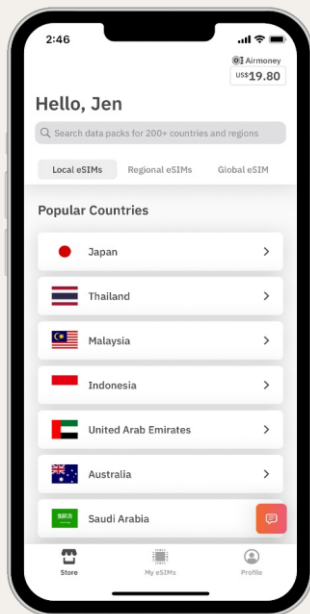 2:46
Airmoney
US$19.80
Hello, Jen
Search data packs for 200+ countries and regions
Local eSIMs
Regional eSIMs
Global eSIM
Popular Countries
Japan
Thailand
Malaysia
Indonesia
United Arab Emirates
Australia
Saudi Arabia
Store
My eSIMs
Profile